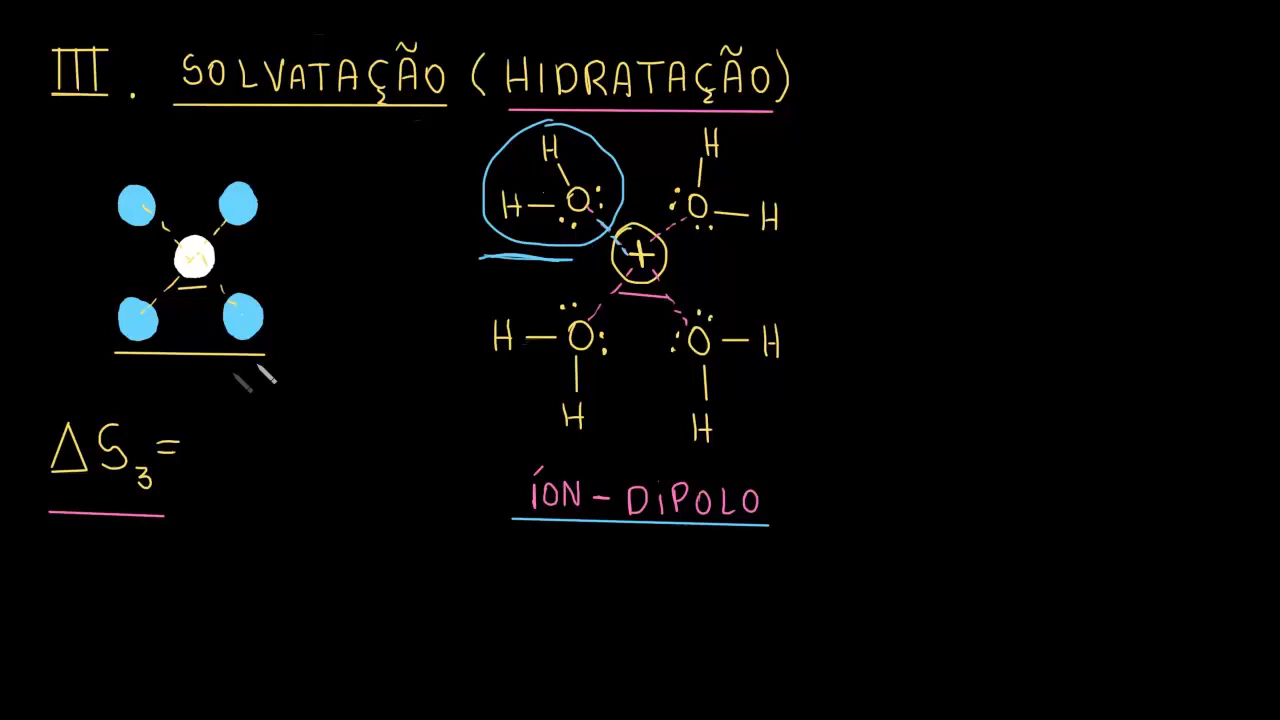 III. SOLVATAÇÃO (HIDRATAÇÃO)
H H
H – O O – H
+
H – O O – H
H H
ΔS₃ =
ÍON – DIPOLO